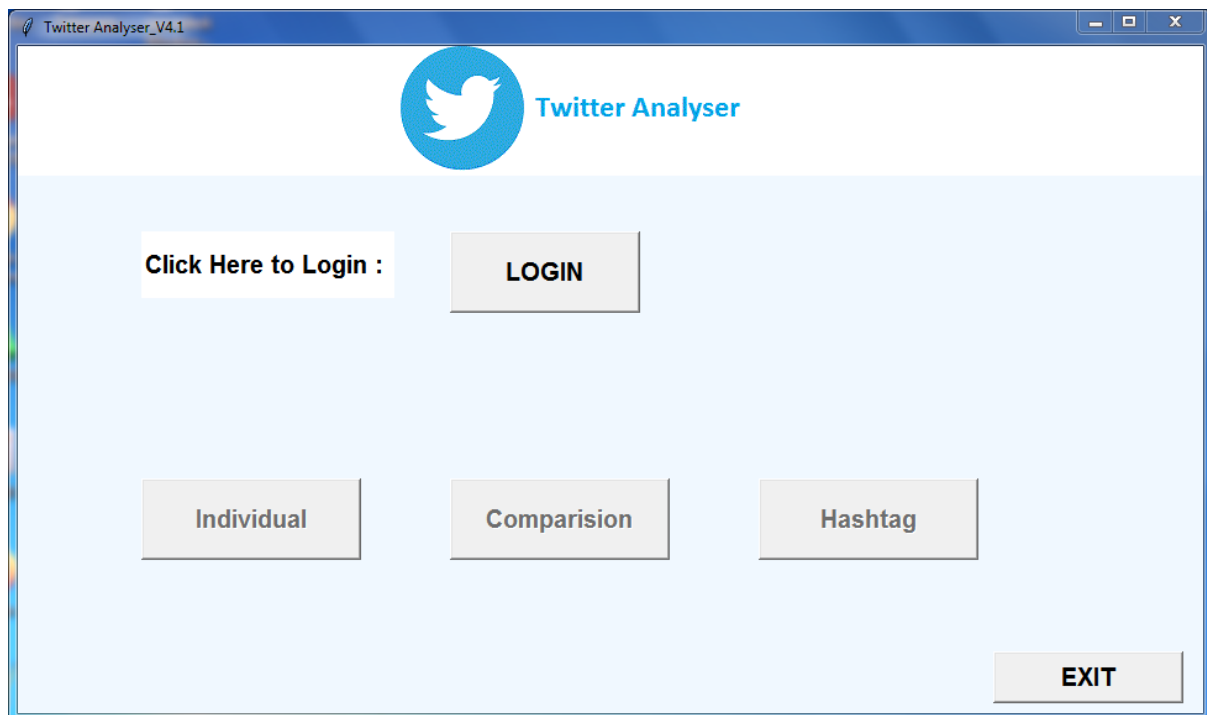 Twitter Analyser_V4.1
Twitter Analyser
Click Here to Login :
LOGIN
Individual
Comparision
Hashtag
EXIT